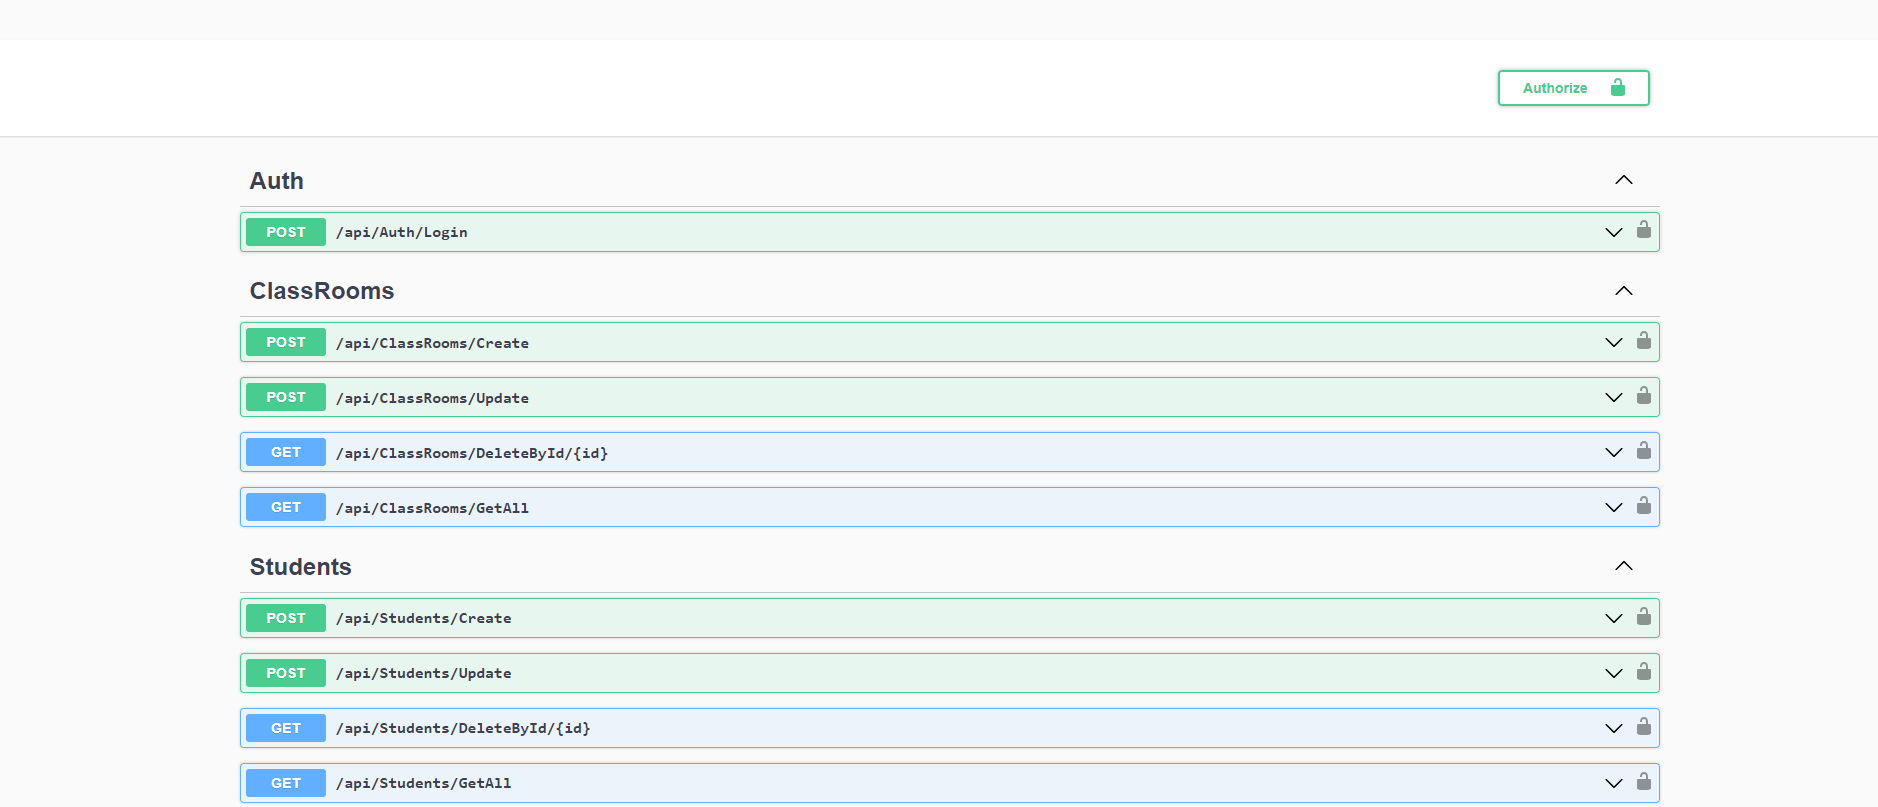 Authorize
Auth
POST /api/Auth/Login
ClassRooms
POST /api/ClassRooms/Create
POST /api/ClassRooms/Update
GET /api/ClassRooms/DeleteById/{id}
GET /api/ClassRooms/GetAll
Students
POST /api/Students/Create
POST /api/Students/Update
GET /api/Students/DeleteById/{id}
GET /api/Students/GetAll